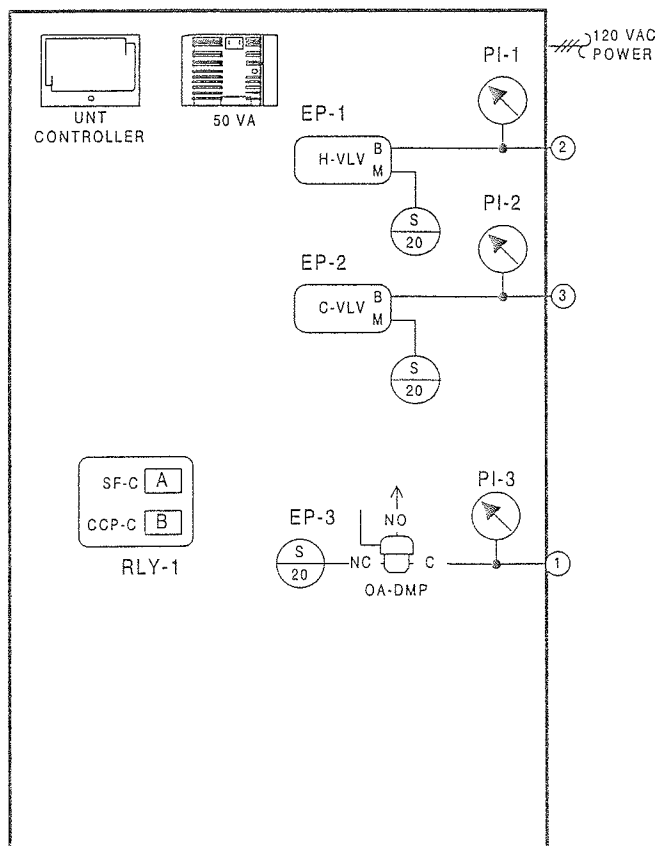 120 VAC
POWER
UNT
CONTROLLER
50 VA
PI-1
EP-1
H-VLV
B
M
2
S
20
PI-2
EP-2
C-VLV
B
M
3
S
20
SF-C A
CCP-C B
RLY-1
PI-3
EP-3
NO
S
20
NC
C
1
OA-DMP